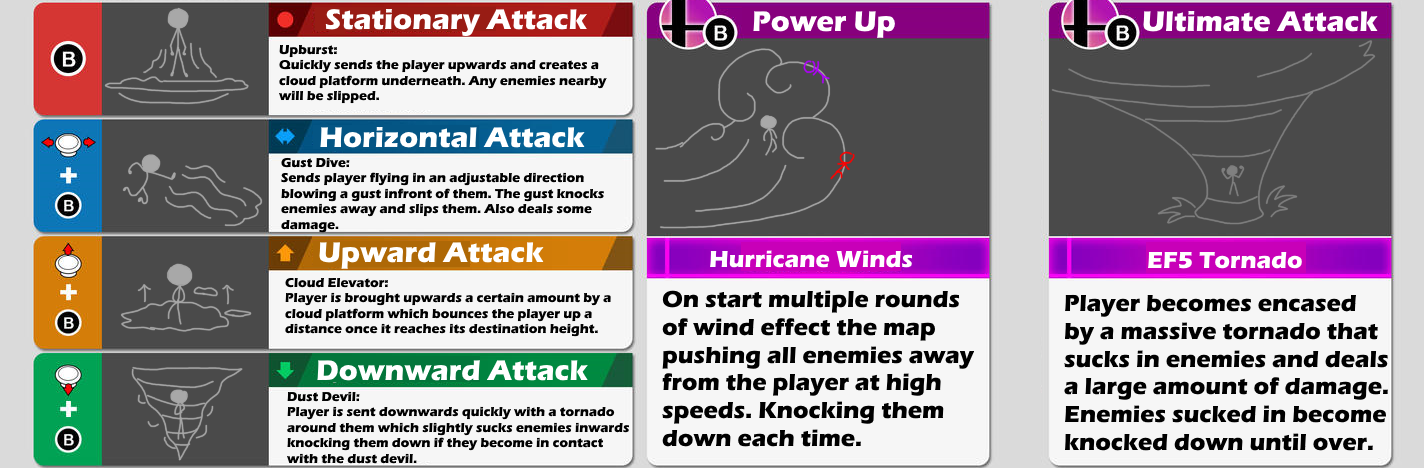 B
Stationary Attack
Upburst:
Quickly sends the player upwards and creates a
cloud platform underneath. Any enemies nearby
will be slipped.
+
B
Horizontal Attack
Gust Dive:
Sends player flying in an adjustable direction
blowing a gust infront of them. The gust knocks
enemies away and slips them. Also deals some
damage.
+
B
Upward Attack
Cloud Elevator:
Player is brought upwards a certain amount by a
cloud platform which bounces the player up a
distance once it reaches its destination height.
+
B
Downward Attack
Dust Devil:
Player is sent downwards quickly with a tornado
around them which slightly sucks enemies inwards
knocking them down if they become in contact
with the dust devil.
B
Power Up
Hurricane Winds
On start multiple rounds
of wind effect the map
pushing all enemies away
from the player at high
speeds. Knocking them
down each time.
B
Ultimate Attack
EF5 Tornado
Player becomes encased
by a massive tornado that
sucks in enemies and deals
a large amount of damage.
Enemies sucked in become
knocked down until over.